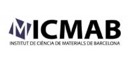 ICMAB
INSTITUT DE CIÈNCIA DE MATERIALS DE BARCELONA